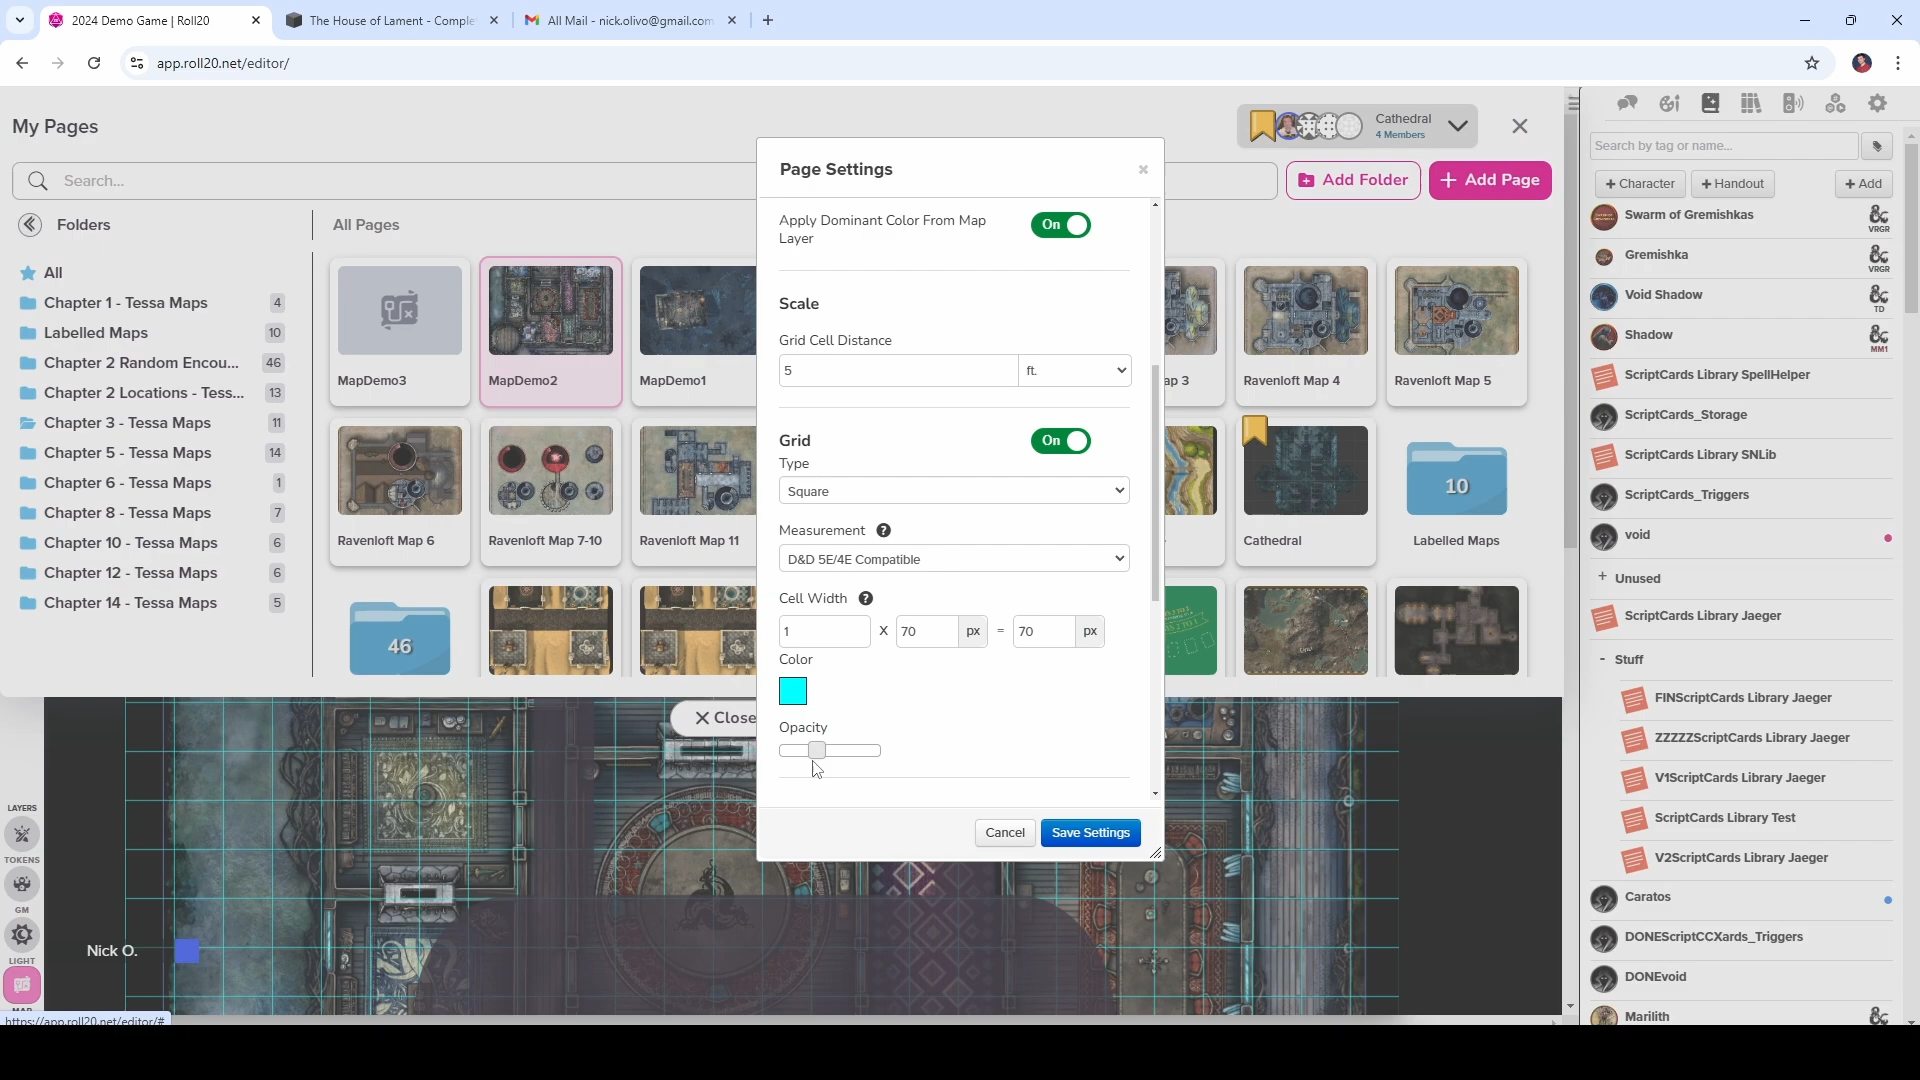 2024 Demo Game | Roll20
The House of Lament - Comple
All Mail - nick.olivo@gmail.com
app.roll20.net/editor/
My Pages
Cathedral
4 Members
Search...
Add Folder
+ Add Page
Folders
All Pages
All
Chapter 1 - Tessa Maps 4
Labelled Maps 10
Chapter 2 Random Encou... 46
Chapter 2 Locations - Tess... 13
Chapter 3 - Tessa Maps 11
Chapter 5 - Tessa Maps 14
Chapter 6 - Tessa Maps 1
Chapter 8 - Tessa Maps 7
Chapter 10 - Tessa Maps 6
Chapter 12 - Tessa Maps 6
Chapter 14 - Tessa Maps 5
MapDemo3
MapDemo2
MapDemo1
ap 3
Ravenloft Map 4
Ravenloft Map 5
Ravenloft Map 6
Ravenloft Map 7-10
Ravenloft Map 11
Cathedral
10
Labelled Maps
46
Page Settings
Apply Dominant Color From Map
Layer
On
Scale
Grid Cell Distance
5 ft.
Grid
On
Type
Square
Measurement ?
D&D 5E/4E Compatible
Cell Width ?
1 X 70 px = 70 px
Color
Opacity
Cancel
Save Settings
Close
LAYERS
TOKENS
GM
LIGHT
MAP
Nick O.
https://app.roll20.net/editor/#
Search by tag or name...
+ Character
+ Handout
+ Add
Swarm of Gremishkas
VRGR
Gremishka
VRGR
Void Shadow
TD
Shadow
MM1
ScriptCards Library SpellHelper
ScriptCards_Storage
ScriptCards Library SNLib
ScriptCards_Triggers
void
+ Unused
ScriptCards Library Jaeger
- Stuff
FINScriptCards Library Jaeger
ZZZZZScriptCards Library Jaeger
V1ScriptCards Library Jaeger
ScriptCards Library Test
V2ScriptCards Library Jaeger
Caratos
DONEScriptCCXards_Triggers
DONEvoid
Marilith